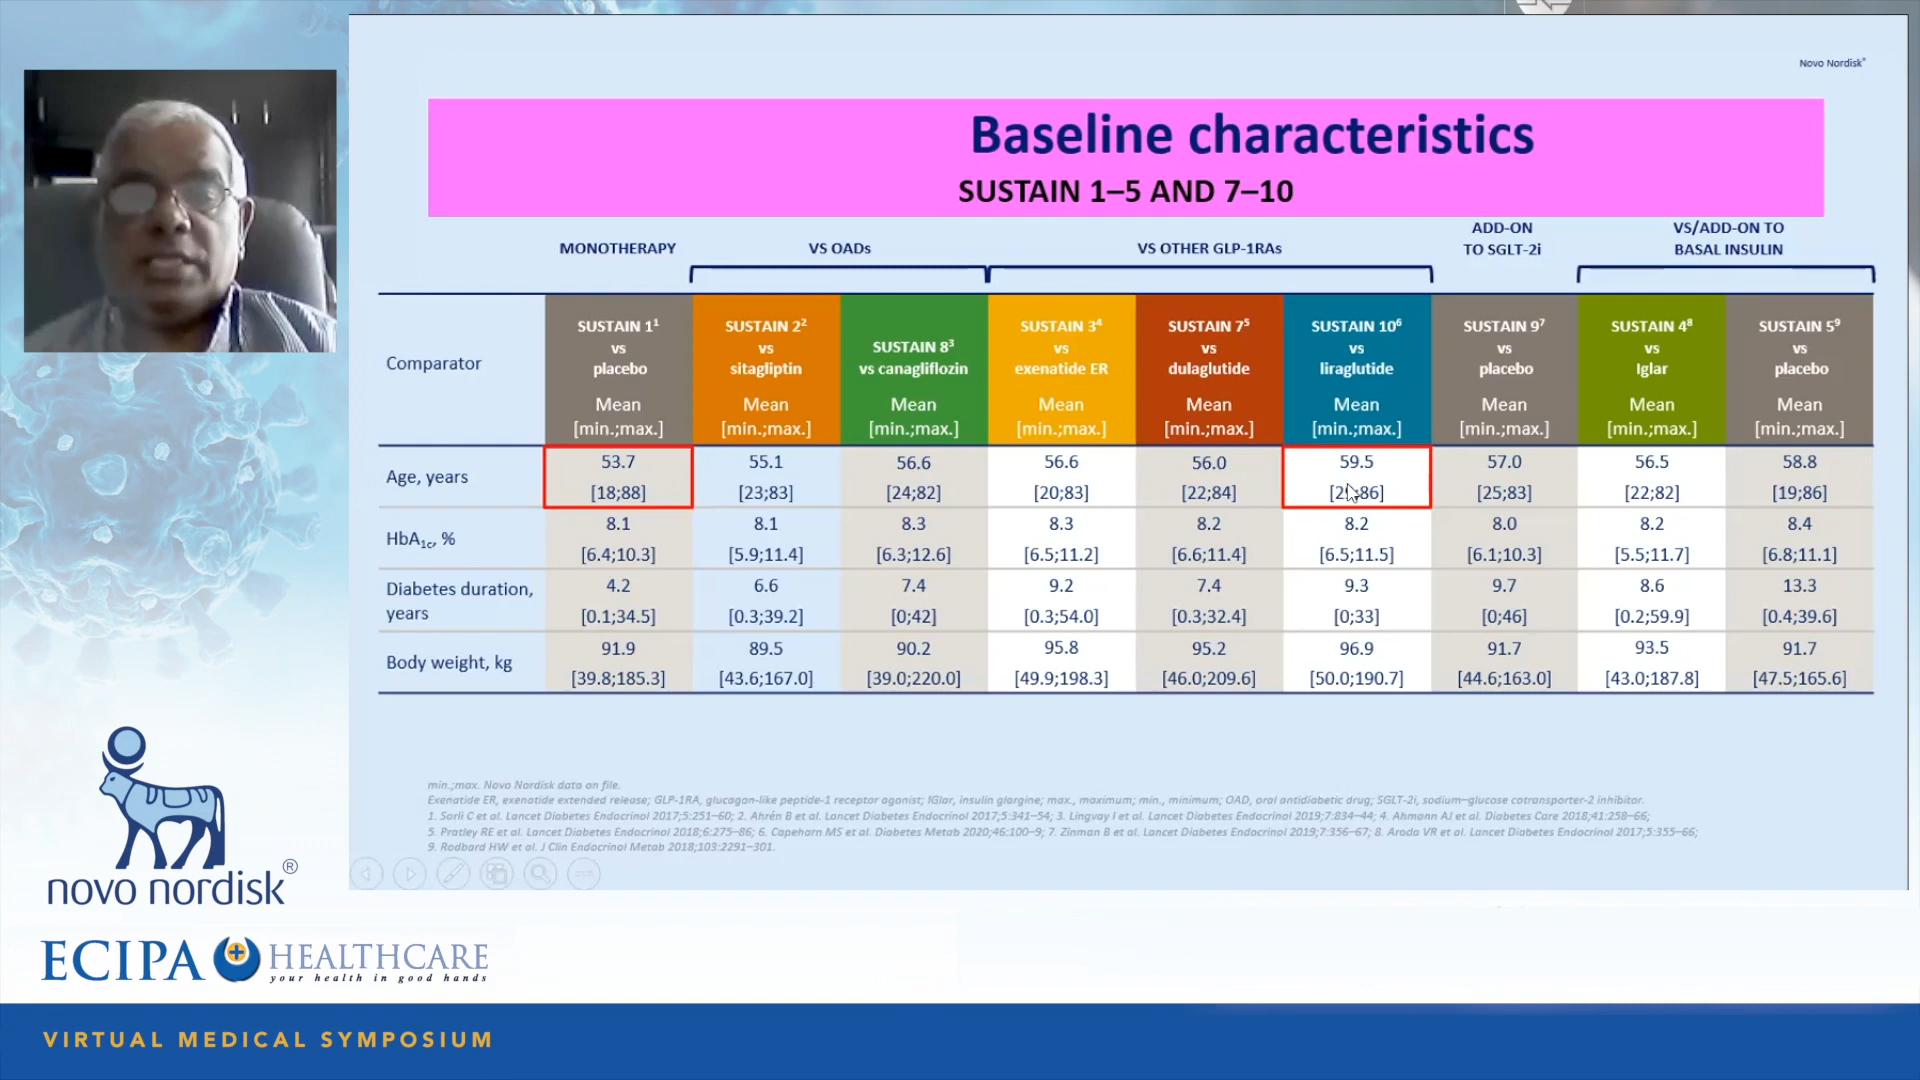 Novo Nordisk®
Baseline characteristics
SUSTAIN 1–5 AND 7–10
MONOTHERAPY
VS OADs
VS OTHER GLP-1RAs
ADD-ON
TO SGLT-2i
VS/ADD-ON TO
BASAL INSULIN
Comparator
SUSTAIN 1¹
vs
placebo
Mean
[min.;max.]
SUSTAIN 2²
vs
sitagliptin
Mean
[min.;max.]
SUSTAIN 8³
vs canagliflozin
Mean
[min.;max.]
SUSTAIN 3⁴
vs
exenatide ER
Mean
[min.;max.]
SUSTAIN 7⁵
vs
dulaglutide
Mean
[min.;max.]
SUSTAIN 10⁶
vs
liraglutide
Mean
[min.;max.]
SUSTAIN 9⁷
vs
placebo
Mean
[min.;max.]
SUSTAIN 4⁸
vs
Iglar
Mean
[min.;max.]
SUSTAIN 5⁹
vs
placebo
Mean
[min.;max.]
Age, years
53.7 55.1 56.6 56.6 56.0 59.5 57.0 56.5 58.8
[18;88] [23;83] [24;82] [20;83] [22;84] 86] [25;83] [22;82] [19;86]
HbA₁c, %
8.1 8.1 8.3 8.3 8.2 8.2 8.0 8.2 8.4
[6.4;10.3] [5.9;11.4] [6.3;12.6] [6.5;11.2] [6.6;11.4] [6.5;11.5] [6.1;10.3] [5.5;11.7] [6.8;11.1]
Diabetes duration,
years
4.2 6.6 7.4 9.2 7.4 9.3 9.7 8.6 13.3
[0.1;34.5] [0.3;39.2] [0;42] [0.3;54.0] [0.3;32.4] [0;33] [0;46] [0.2;59.9] [0.4;39.6]
Body weight, kg
91.9 89.5 90.2 95.8 95.2 96.9 91.7 93.5 91.7
[39.8;185.3] [43.6;167.0] [39.0;220.0] [49.9;198.3] [46.0;209.6] [50.0;190.7] [44.6;163.0] [43.0;187.8] [47.5;165.6]
min.;max. Novo Nordisk data on file.
Exenatide ER, exenatide extended release; GLP-1RA, glucagon-like peptide-1 receptor agonist; IGlar, insulin glargine; max., maximum; min., minimum; OAD, oral antidiabetic drug; SGLT-2i, sodium–glucose cotransporter-2 inhibitor.
1. Sorli C et al. Lancet Diabetes Endocrinol 2017;5:251–60; 2. Ahrén B et al. Lancet Diabetes Endocrinol 2017;5:341–54; 3. Lingvay I et al. Lancet Diabetes Endocrinol 2019;7:834–44; 4. Ahmann AJ et al. Diabetes Care 2018;41:258–66;
5. Pratley RE et al. Lancet Diabetes Endocrinol 2018;6:275–86; 6. Capehorn MS et al. Diabetes Metab 2020;46:100–9; 7. Zinman B et al. Lancet Diabetes Endocrinol 2019;7:356–67; 8. Aroda VR et al. Lancet Diabetes Endocrinol 2017;5:355–66;
9. Rodbard HW et al. J Clin Endocrinol Metab 2018;103:2291–301.
novo nordisk®
ECIPA HEALTHCARE
your health in good hands
VIRTUAL MEDICAL SYMPOSIUM